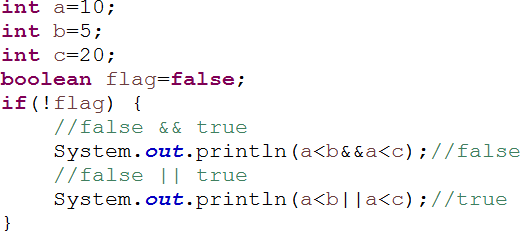 int a=10;
int b=5;
int c=20;
boolean flag=false;
if(!flag) {
    //false && true
    System.out.println(a<b&&a<c);//false
    //false || true
    System.out.println(a<b||a<c);//true
}